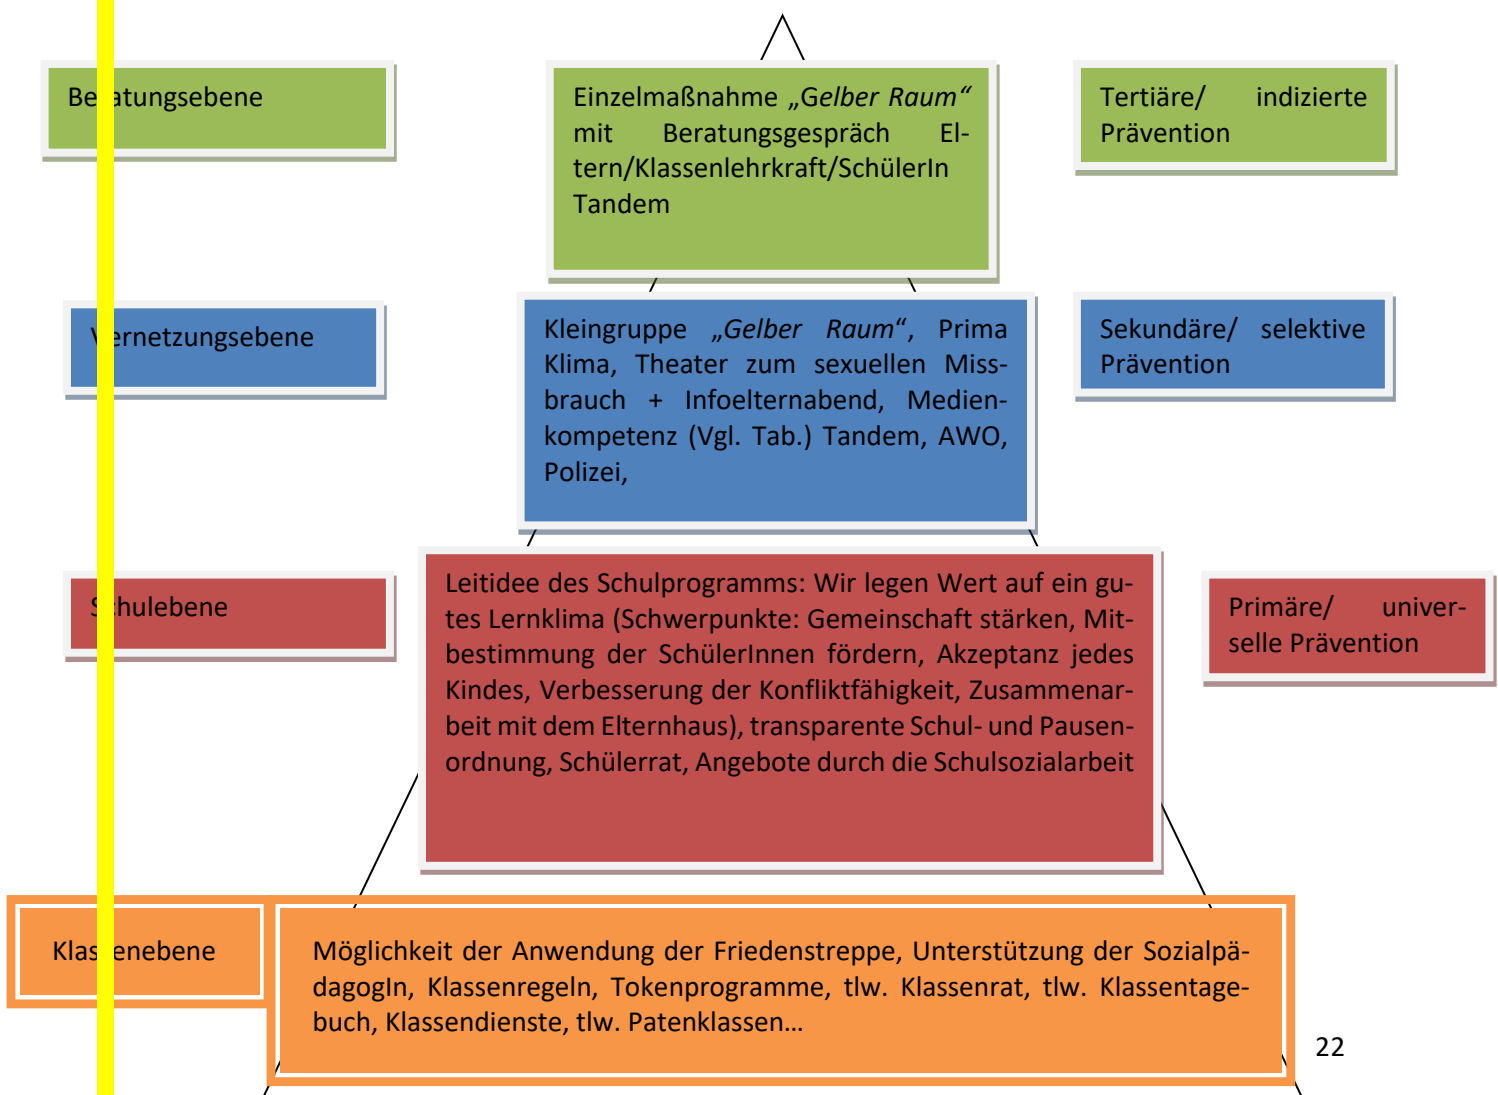 Beratungsebene
Einzelmaßnahme „Gelber Raum“
mit Beratungsgespräch El-
tern/Klassenlehrkraft/SchülerIn
Tandem
Tertiäre/ indizierte
Prävention
Vernetzungsebene
Kleingruppe „Gelber Raum“, Prima
Klima, Theater zum sexuellen Miss-
brauch + Infoelternabend, Medien-
kompetenz (Vgl. Tab.) Tandem, AWO,
Polizei,
Sekundäre/ selektive
Prävention
Schulebene
Leitidee des Schulprogramms: Wir legen Wert auf ein gu-
tes Lernklima (Schwerpunkte: Gemeinschaft stärken, Mit-
bestimmung der SchülerInnen fördern, Akzeptanz jedes
Kindes, Verbesserung der Konfliktfähigkeit, Zusammenar-
beit mit dem Elternhaus), transparente Schul- und Pausen-
ordnung, Schülerrat, Angebote durch die Schulsozialarbeit
Primäre/ univer-
selle Prävention
Klassenebene
Möglichkeit der Anwendung der Friedenstreppe, Unterstützung der Sozialpä-
dagogIn, Klassenregeln, Tokenprogramme, tlw. Klassenrat, tlw. Klassentage-
buch, Klassendienste, tlw. Patenklassen…
22